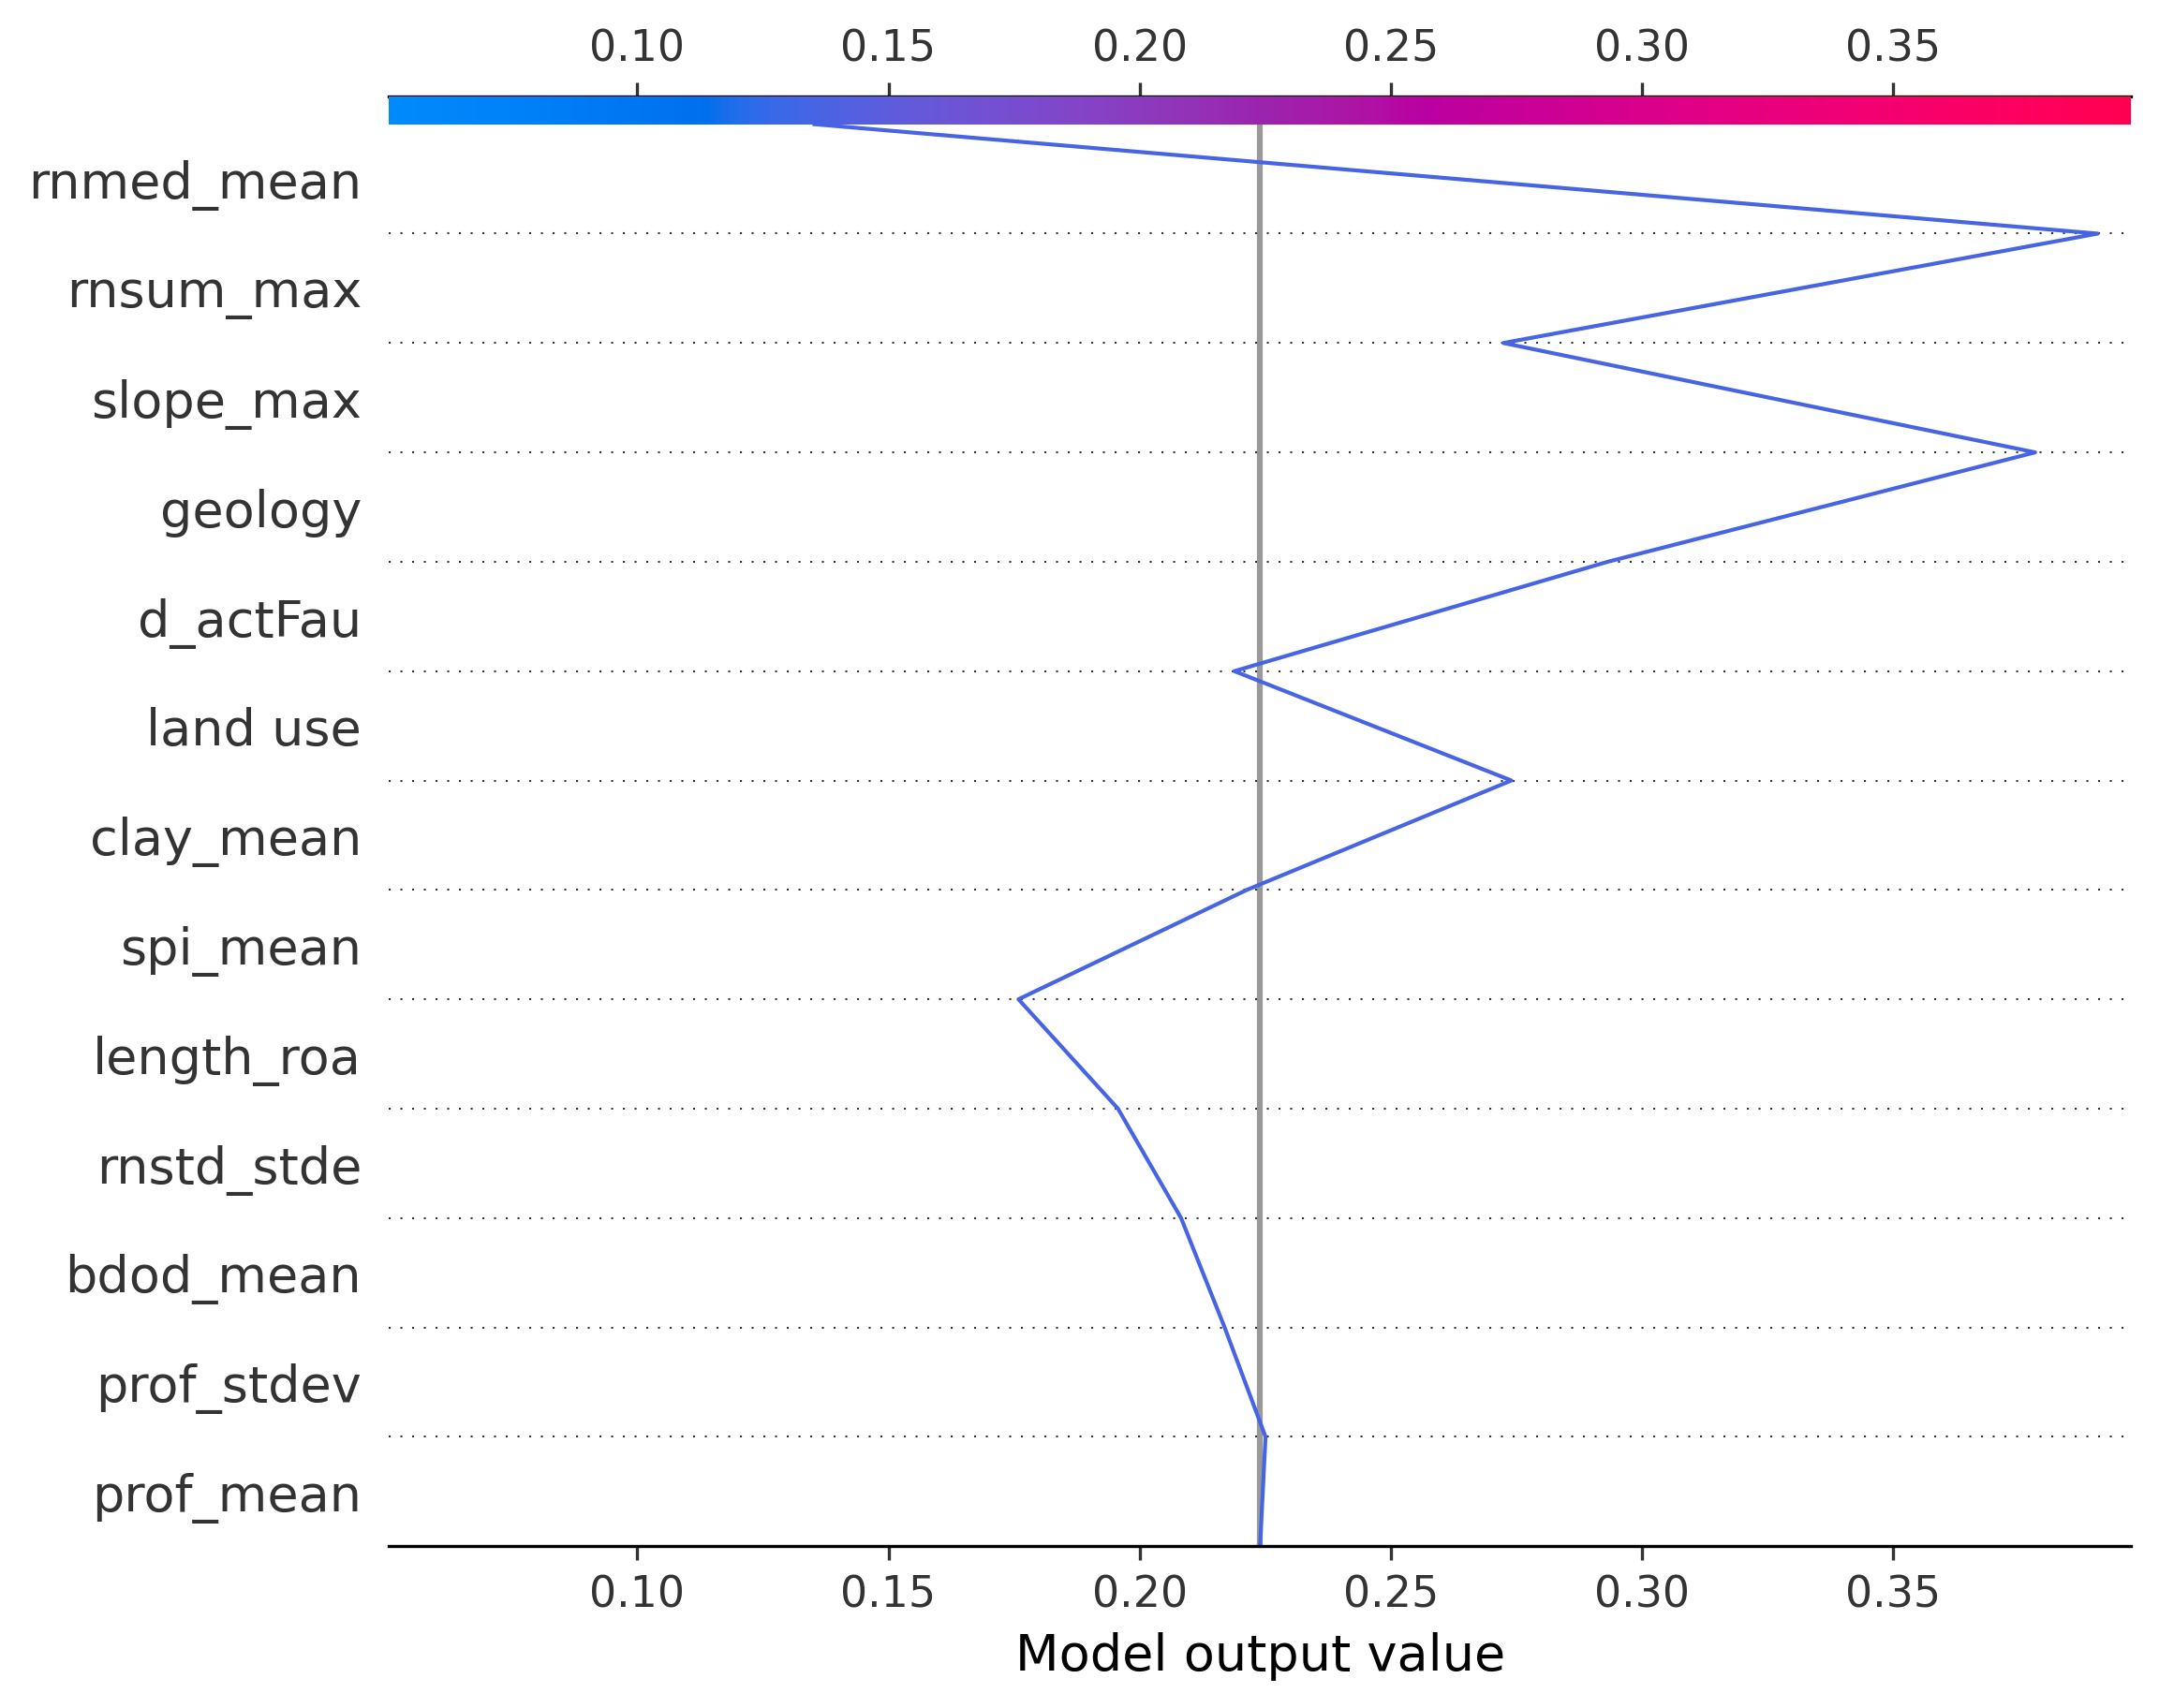 0.10 0.15 0.20 0.25 0.30 0.35
rnmed_mean
rnsum_max
slope_max
geology
d_actFau
land use
clay_mean
spi_mean
length_roa
rnstd_stde
bdod_mean
prof_stdev
prof_mean
0.10 0.15 0.20 0.25 0.30 0.35
Model output value